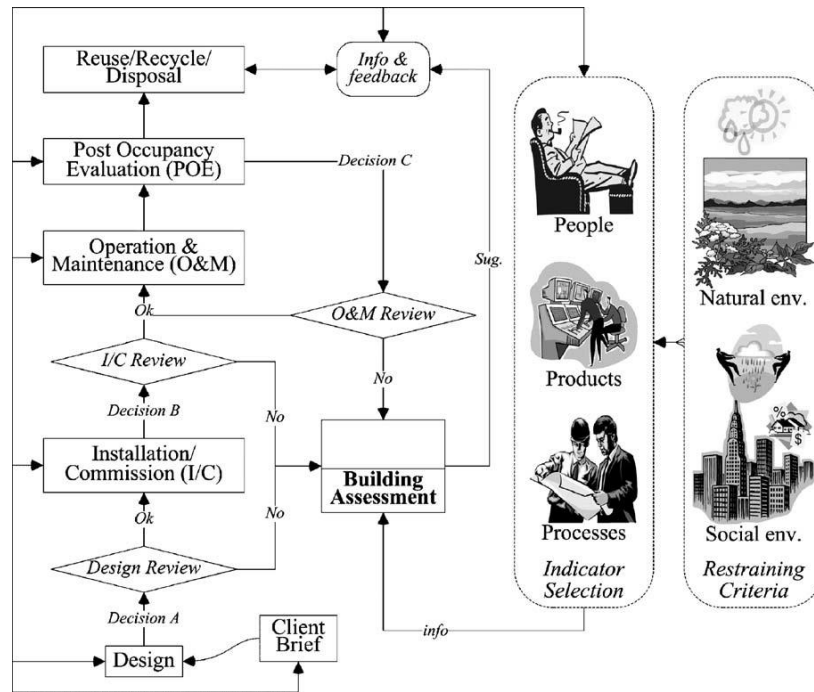 Reuse/Recycle/
Disposal
Info &
feedback
Post Occupancy
Evaluation (POE)
Decision C
People
Operation &
Maintenance (O&M)
Sug.
Natural env.
Ok
O&M Review
I/C Review
No
Products
Decision B
No
Installation/
Commission (I/C)
Building
Assessment
%
$
Ok
No
Processes
Social env.
Design Review
Indicator
Selection
Restraining
Criteria
Decision A
Client
Brief
info
Design